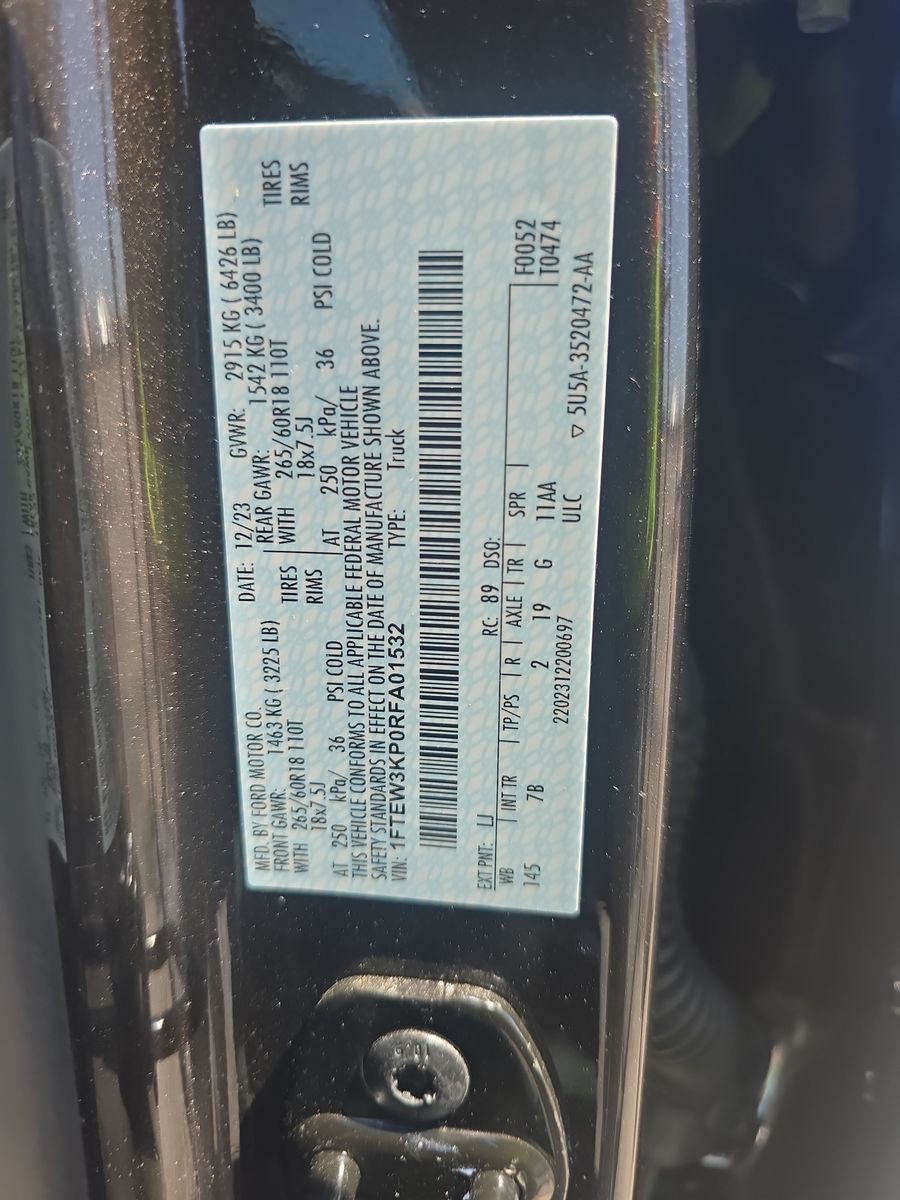 MFD. BY FORD MOTOR CO. DATE: 12/23 GVWR: 2915 KG ( 6426 LB)
FRONT GAWR: 1463 KG ( 3225 LB) REAR GAWR: 1542 KG ( 3400 LB)
WITH 265/60R18 110T TIRES WITH 265/60R18 110T TIRES
18x7.5J RIMS 18x7.5J RIMS
AT 250 kPa/ 36 PSI COLD AT 250 kPa/ 36 PSI COLD
THIS VEHICLE CONFORMS TO ALL APPLICABLE FEDERAL MOTOR VEHICLE
SAFETY STANDARDS IN EFFECT ON THE DATE OF MANUFACTURE SHOWN ABOVE.
VIN: 1FTEW3KP0RFA01532 TYPE: Truck
EXT PNT: LJ RC: 89 DSO: F0052
WB INT TR TP/PS R AXLE TR SPR T0474
145 7B 2 19 G 11AA
2202312200697 ULC ▽ 5U5A-3520472-AA
10.9